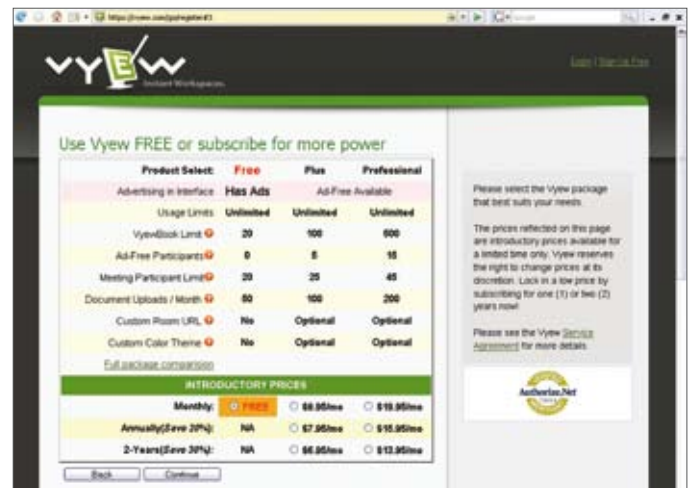 VYEW
Instant Workspaces.
Login | Sign Up Free
Use Vyew FREE or subscribe for more power
Product Select: Free Plus Professional
Advertising in Interface Has Ads Ad-Free Available
Usage Limits Unlimited Unlimited Unlimited
VyewBook Limit 20 100 500
Ad-Free Participants 0 5 15
Meeting Participant Limit 20 25 45
Document Uploads / Month 50 100 200
Custom Room URL No Optional Optional
Custom Color Theme No Optional Optional
Full package comparison
INTRODUCTORY PRICES
Monthly: FREE $9.95/mo $19.95/mo
Annually(Save 20%): NA $7.95/mo $15.95/mo
2-Years(Save 30%): NA $6.95/mo $13.95/mo
Back Continue
Please select the Vyew package
that best suits your needs.
The prices reflected on this page
are introductory prices available for
a limited time only. Vyew reserves
the right to change prices at its
discretion. Lock in a low price by
subscribing for one (1) or two (2)
years now!
Please see the Vyew Service
Agreement for more details.
Authorize.Net